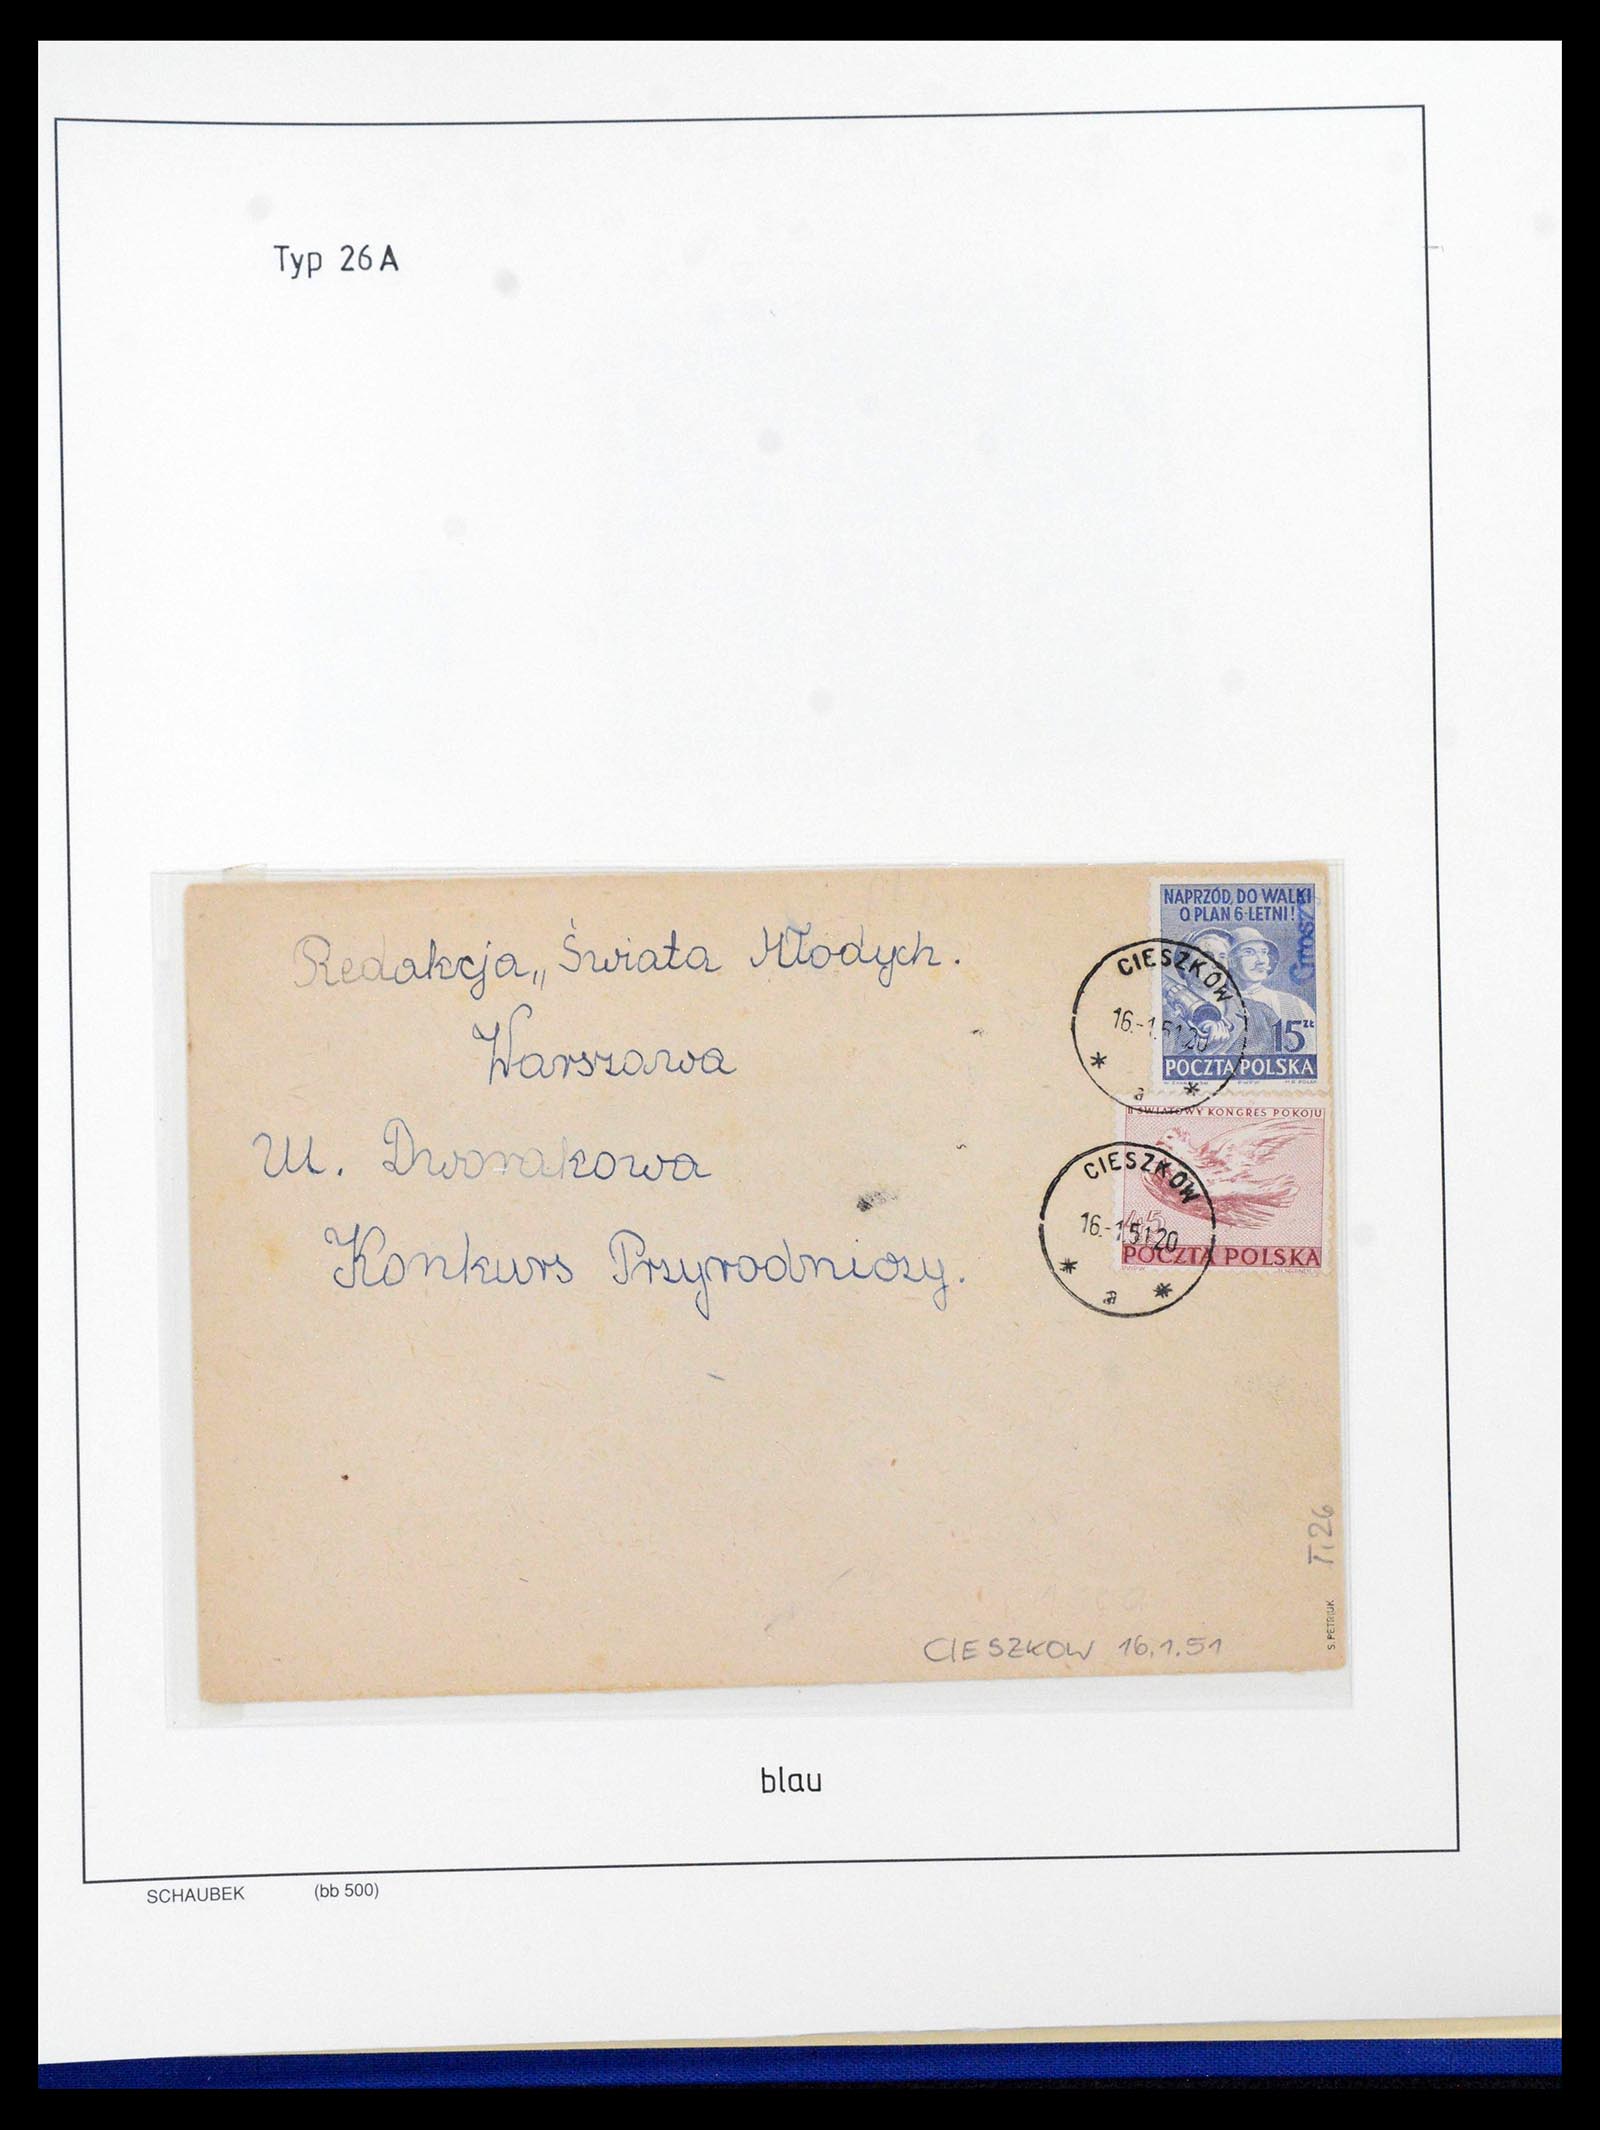 Typ 26A
Redakcja „Świata Młodych.
Warszawa
Ul. Dworakowa
Konkurs Przyrodniczy.
NAPRZÓD, DO WALKI
O PLAN 6-LETNI!
Groszy
15 ZŁ
POCZTA POLSKA
CIESZKÓW
16.-1.51.20
a
II ŚWIATOWY KONGRES POKOJU
45
POCZTA POLSKA
CIESZKÓW
16.-1.51.20
a
T.26
S. PETRIUK
CIESZKOW 16.1.51
blau
SCHAUBEK (bb 500)